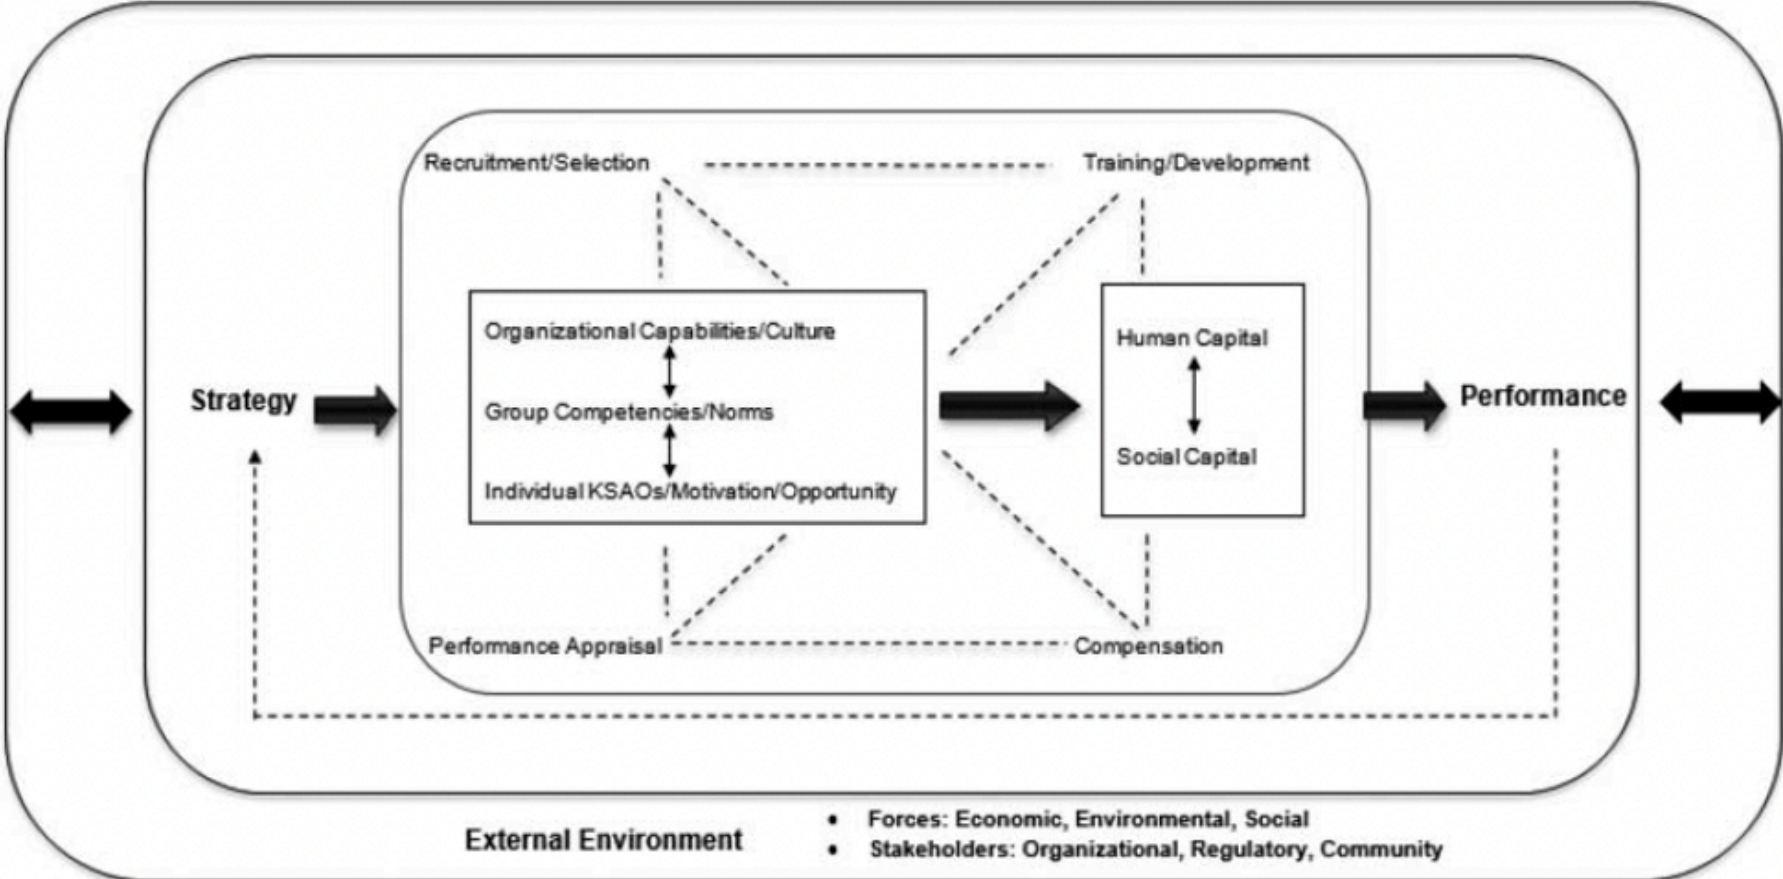 Recruitment/Selection
Training/Development
Organizational Capabilities/Culture
Human Capital
Strategy
Performance
Group Competencies/Norms
Social Capital
Individual KSAOs/Motivation/Opportunity
Performance Appraisal
Compensation
External Environment
• Forces: Economic, Environmental, Social
• Stakeholders: Organizational, Regulatory, Community